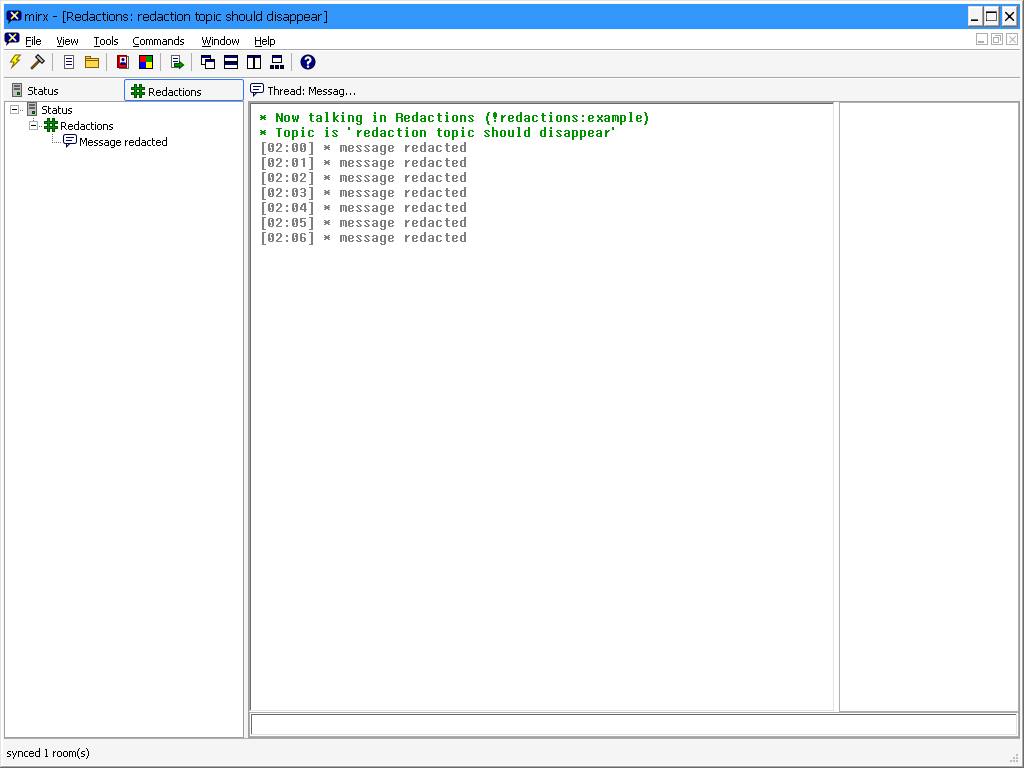 mirx - [Redactions: redaction topic should disappear]
File View Tools Commands Window Help
Status Redactions Thread: Messag...
Status
Redactions
Message redacted
* Now talking in Redactions (!redactions:example)
* Topic is 'redaction topic should disappear'
[02:00] * message redacted
[02:01] * message redacted
[02:02] * message redacted
[02:03] * message redacted
[02:04] * message redacted
[02:05] * message redacted
[02:06] * message redacted
synced 1 room(s)